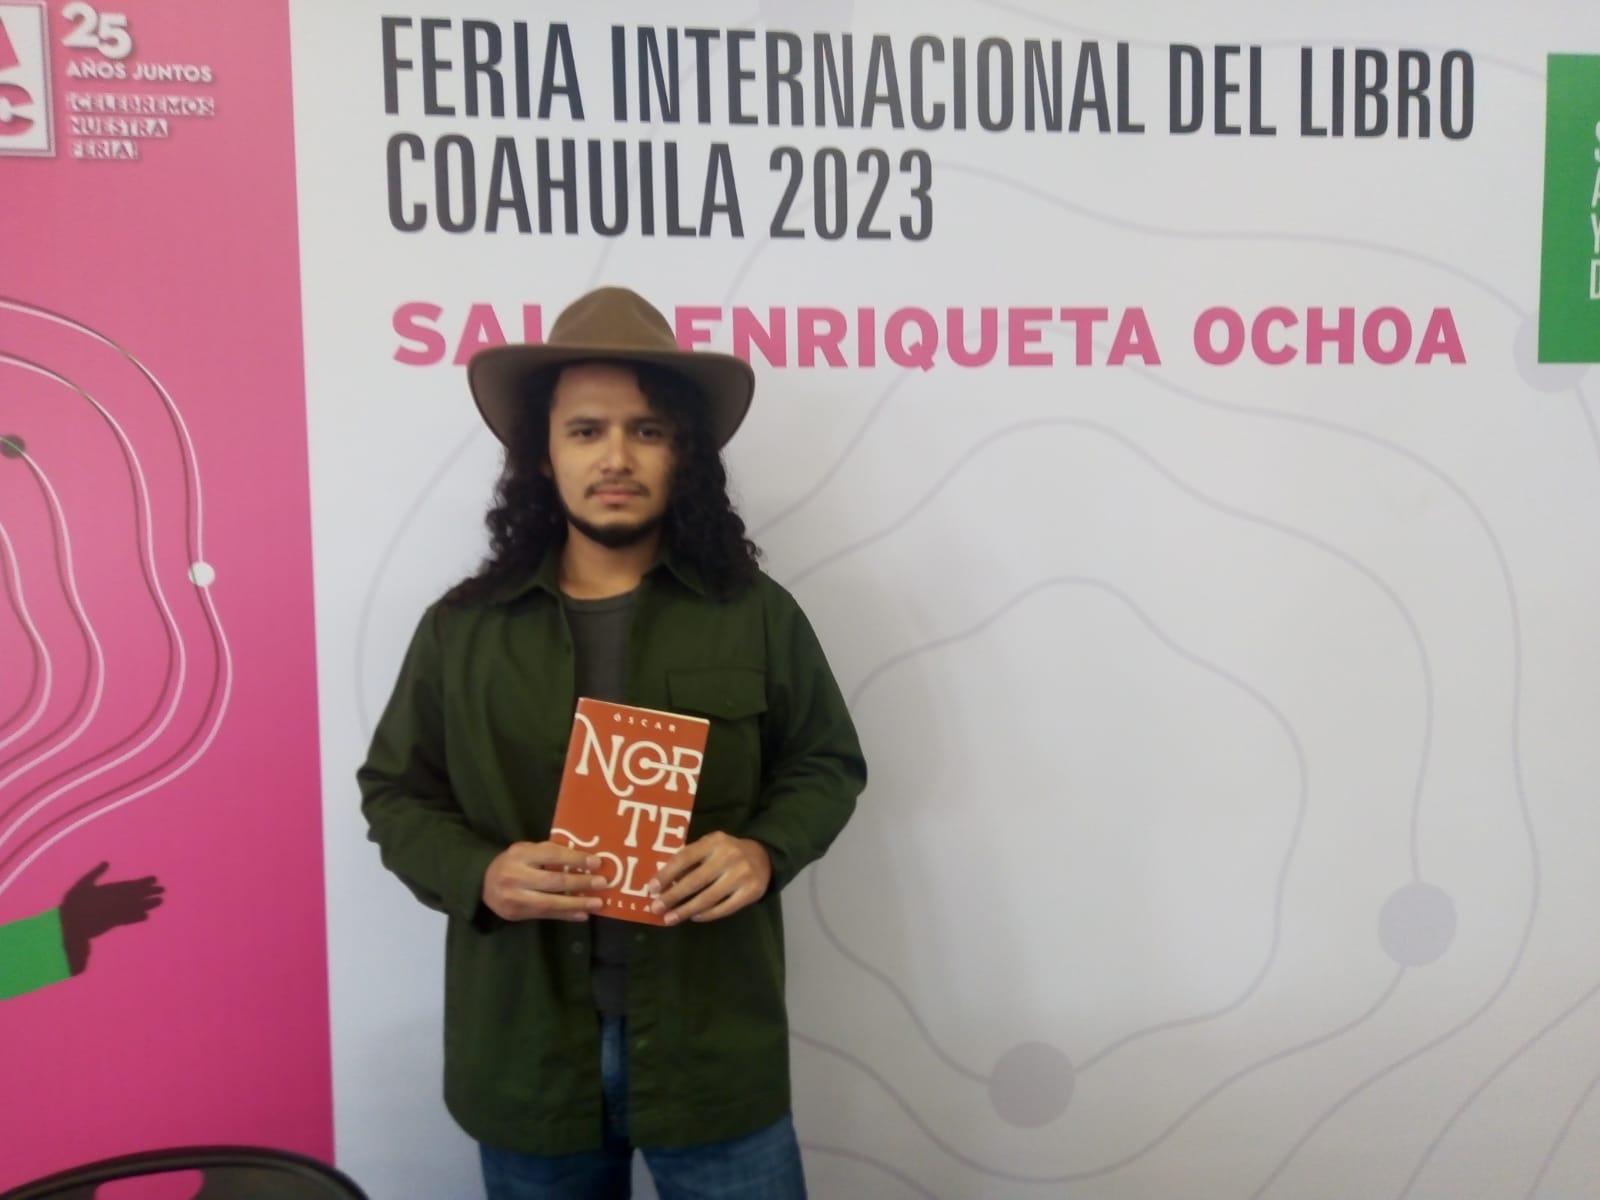 25
AÑOS JUNTOS
¡CELEBREMOS
NUESTRA
FERIA!
FERIA INTERNACIONAL DEL LIBRO
COAHUILA 2023
ENRIQUETA OCHOA
ÓSCAR
NOR
TE